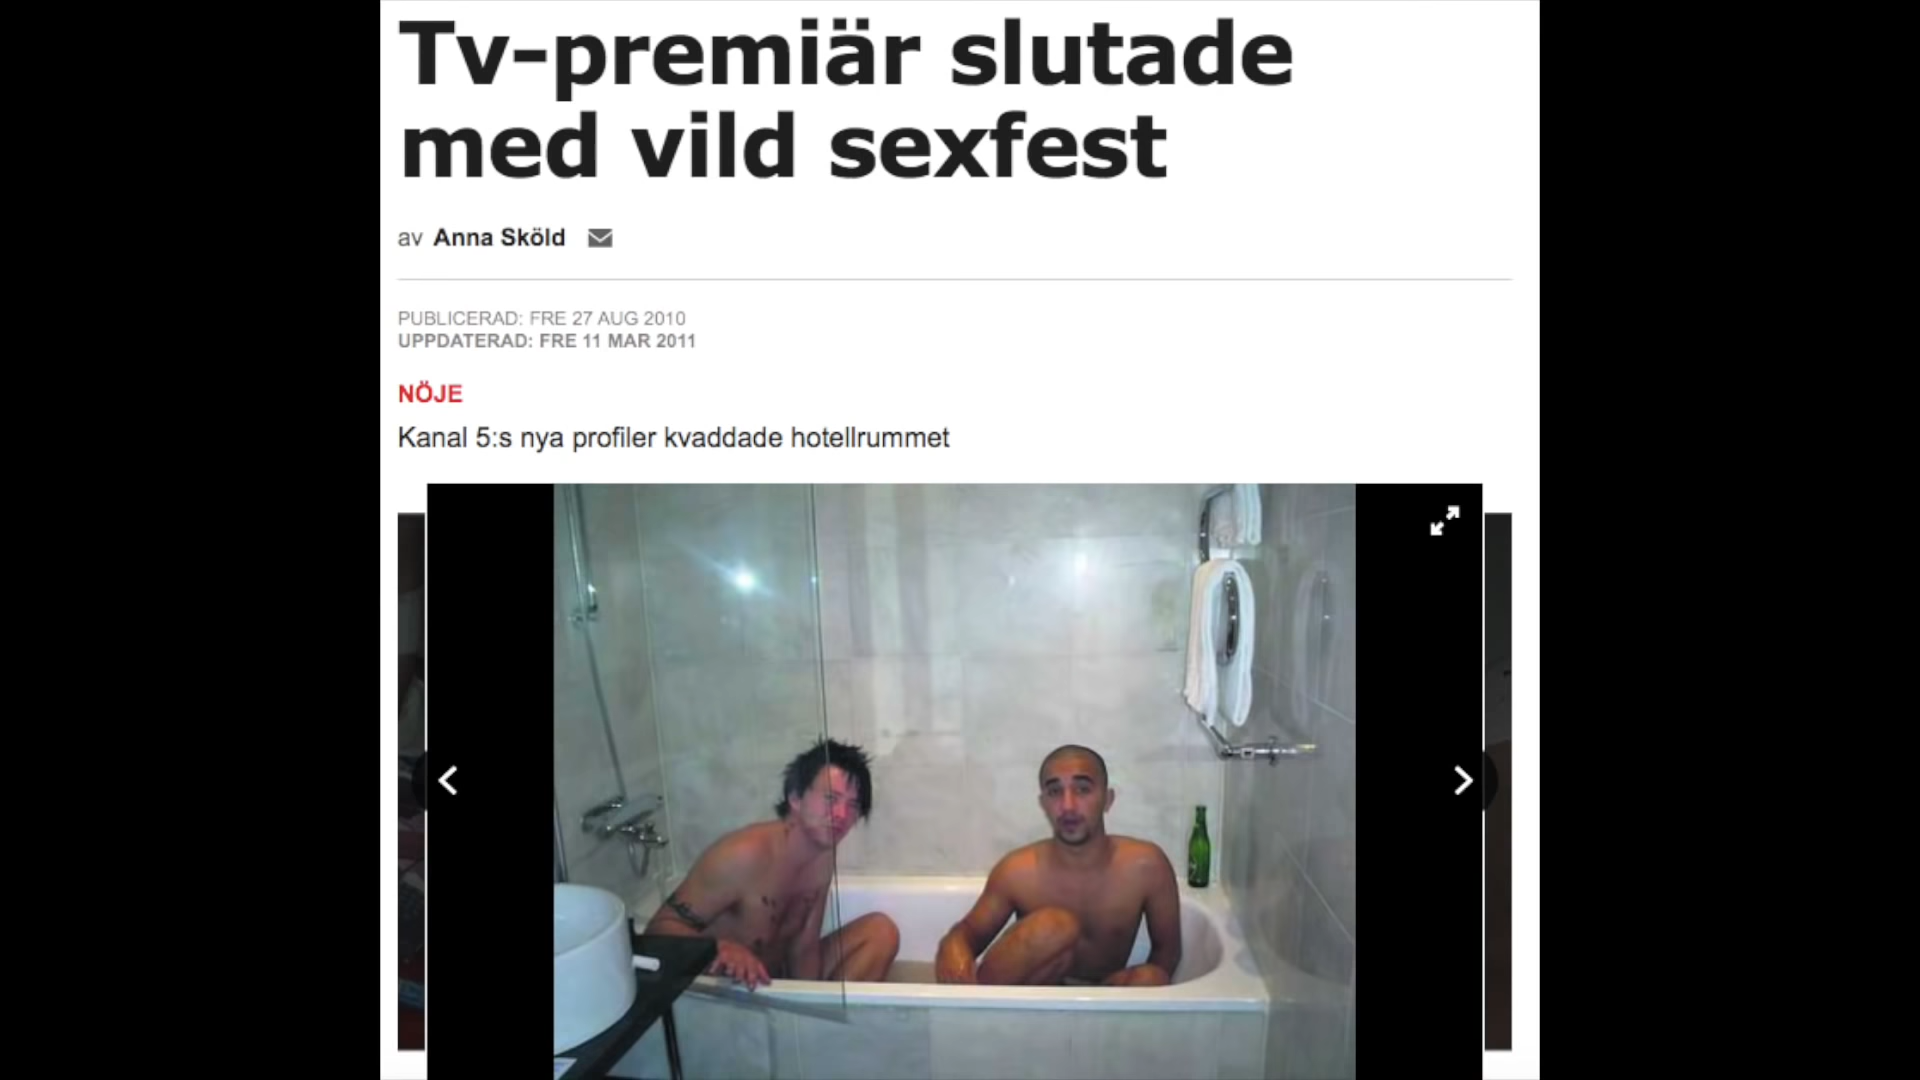 Tv-premiär slutade
med vild sexfest
av Anna Sköld
PUBLICERAD: FRE 27 AUG 2010
UPPDATERAD: FRE 11 MAR 2011
NÖJE
Kanal 5:s nya profiler kvaddade hotellrummet